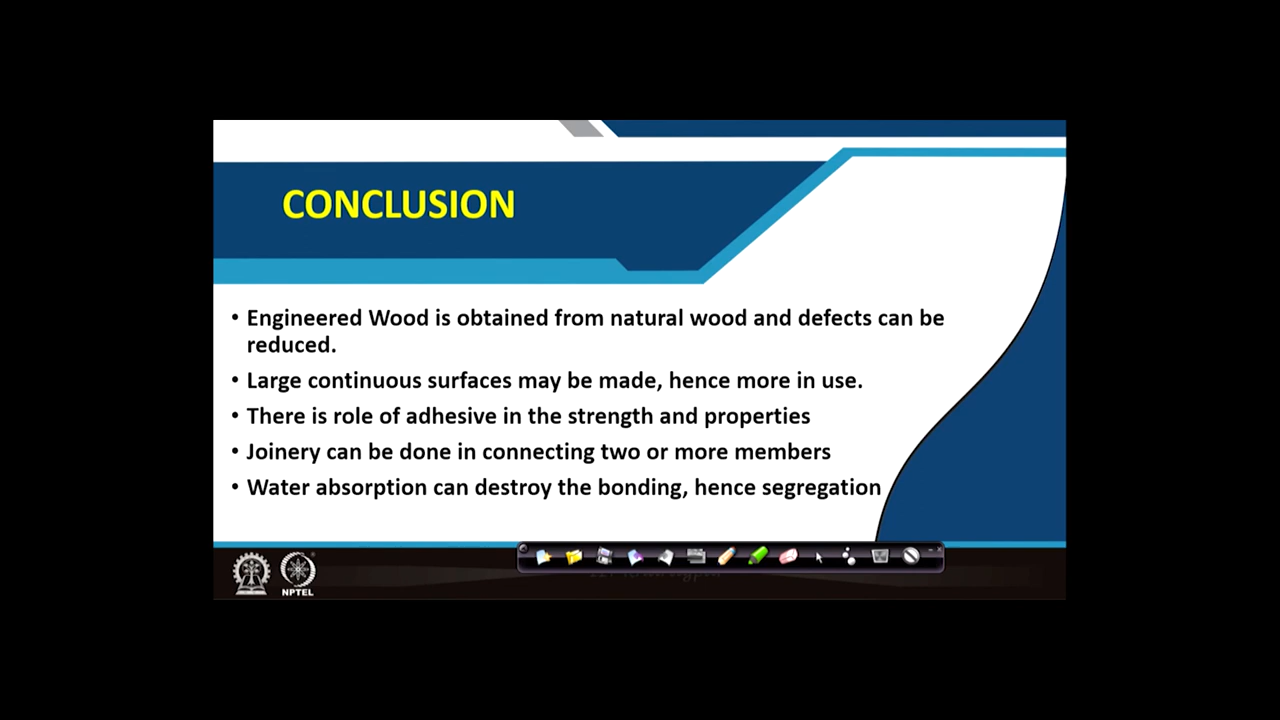 CONCLUSION
• Engineered Wood is obtained from natural wood and defects can be
reduced.
• Large continuous surfaces may be made, hence more in use.
• There is role of adhesive in the strength and properties
• Joinery can be done in connecting two or more members
• Water absorption can destroy the bonding, hence segregation
NPTEL